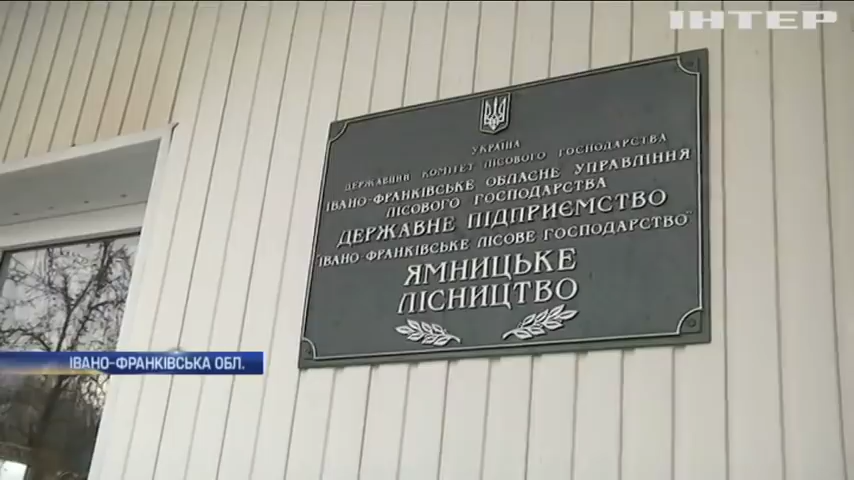 ІНТЕР
УКРАЇНА
ДЕРЖАВНИЙ КОМІТЕТ ЛІСОВОГО ГОСПОДАРСТВА
ІВАНО-ФРАНКІВСЬКЕ ОБЛАСНЕ УПРАВЛІННЯ
ЛІСОВОГО ГОСПОДАРСТВА
ДЕРЖАВНЕ ПІДПРИЄМСТВО
"ІВАНО-ФРАНКІВСЬКЕ ЛІСОВЕ ГОСПОДАРСТВО"
ЯМНИЦЬКЕ
ЛІСНИЦТВО
ІВАНО-ФРАНКІВСЬКА ОБЛ.